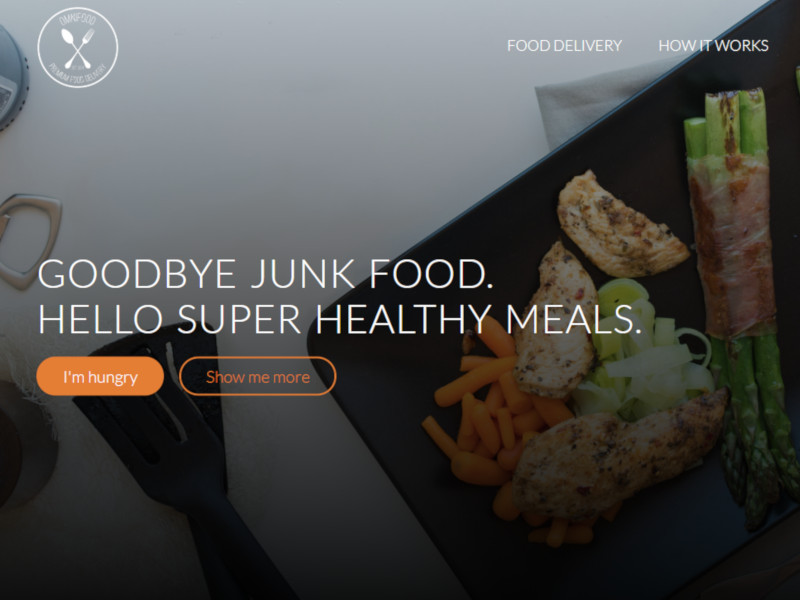 OMNIFOOD
PREMIUM FOOD DELIVERY
FOOD DELIVERY
HOW IT WORKS
GOODBYE JUNK FOOD.
HELLO SUPER HEALTHY MEALS.
I'm hungry
Show me more